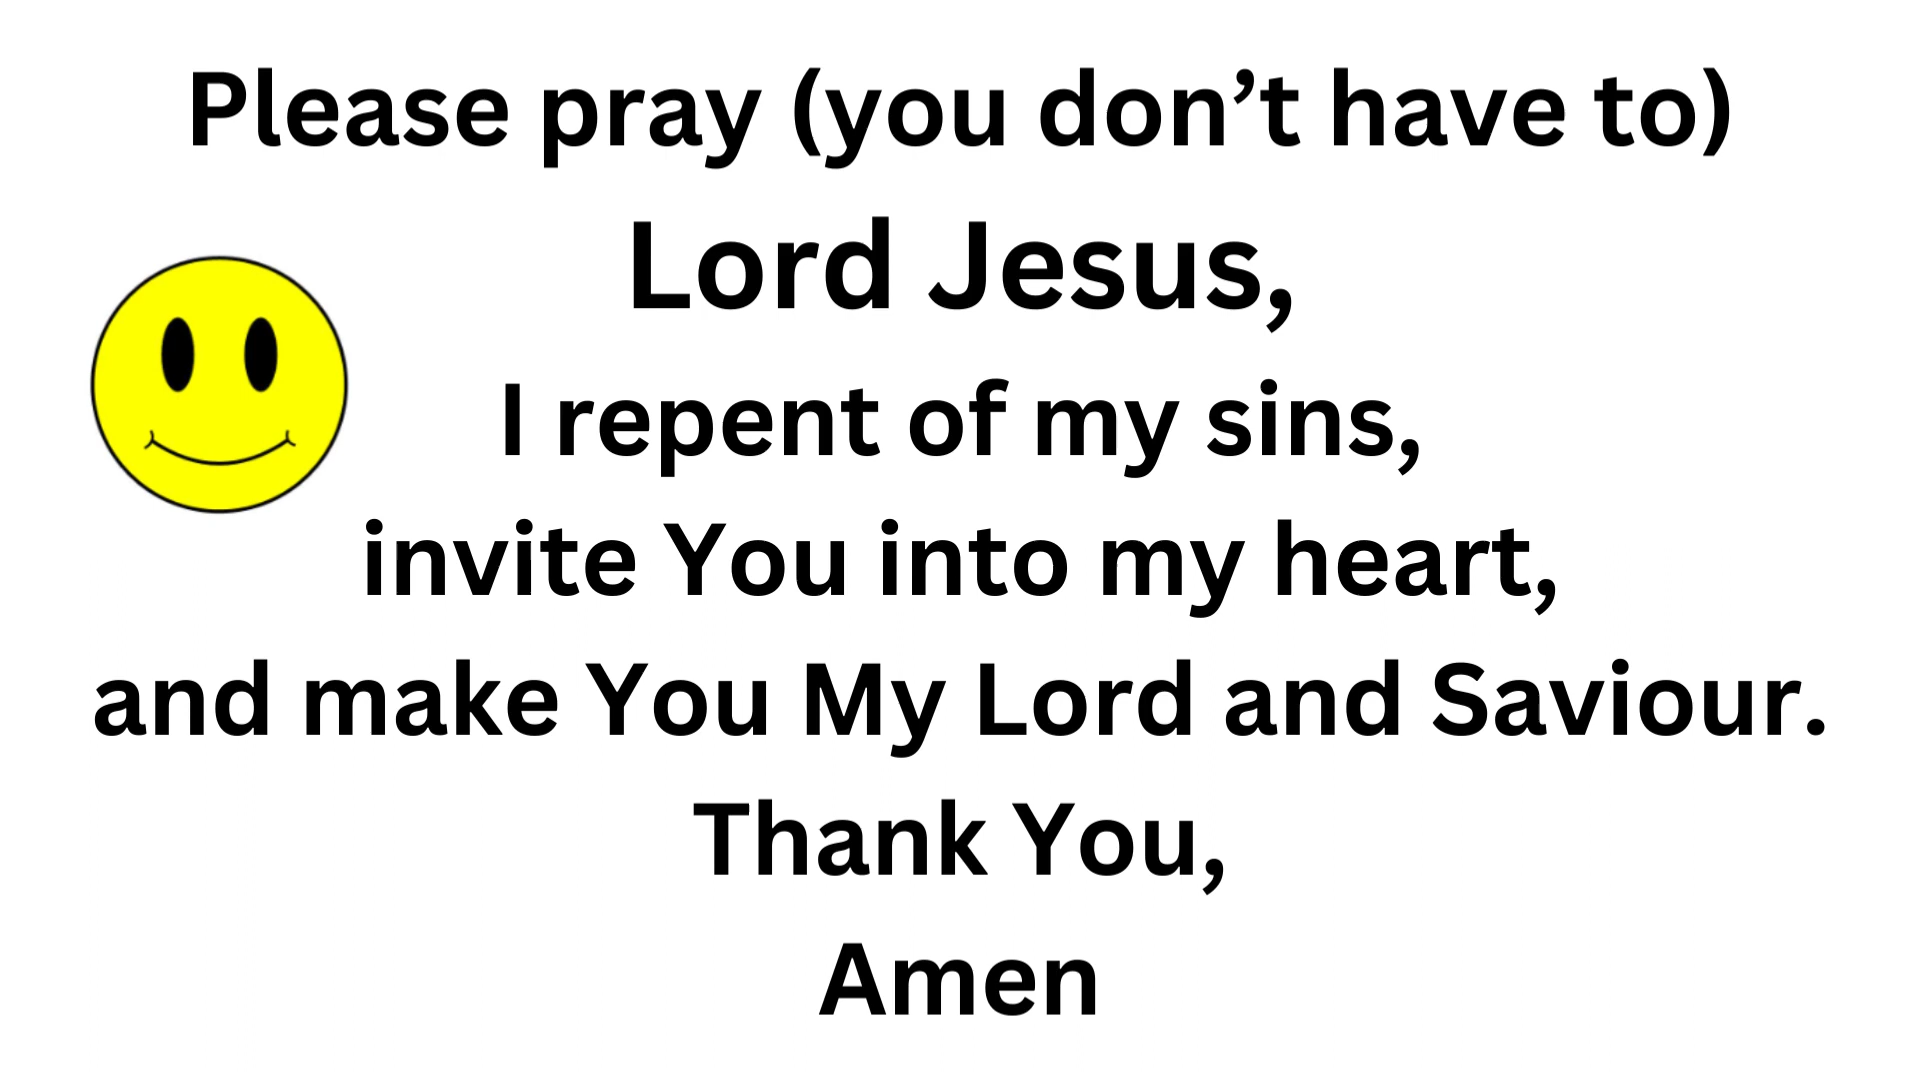 Please pray (you don’t have to)
Lord Jesus,
I repent of my sins,
invite You into my heart,
and make You My Lord and Saviour.
Thank You,
Amen